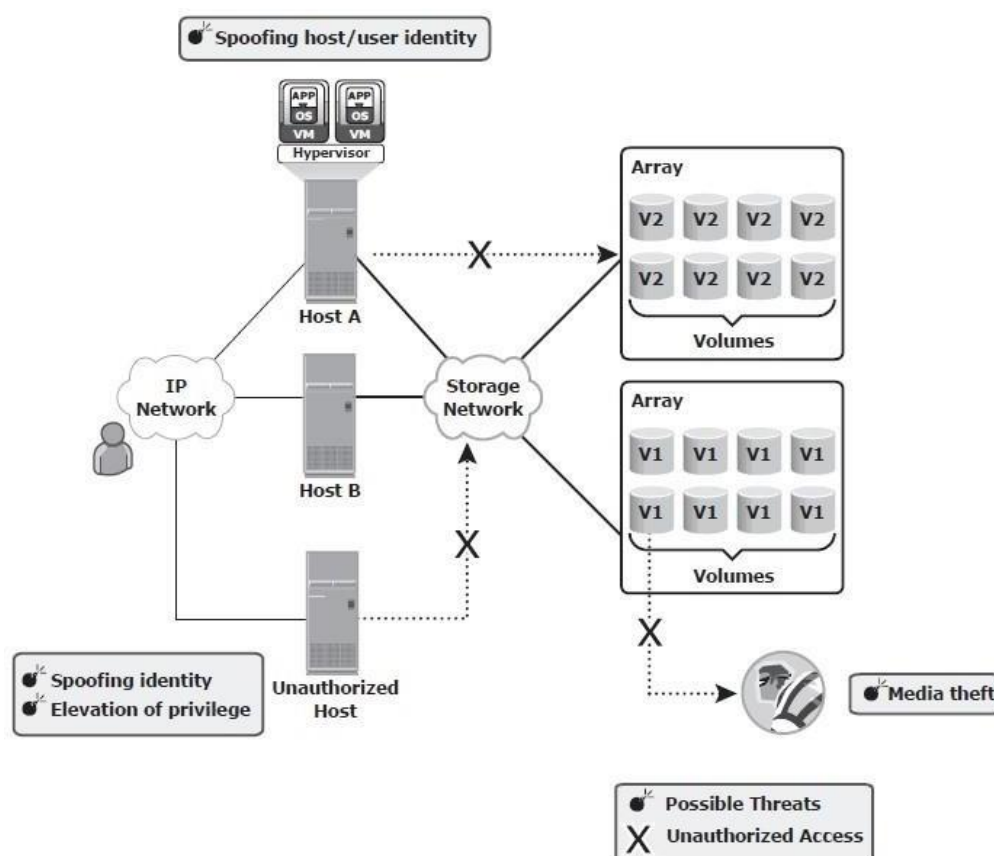 Spoofing host/user identity
APP APP
OS OS
VM VM
Hypervisor
Host A
Array
V2 V2 V2 V2
V2 V2 V2 V2
Volumes
X
IP
Network
Host B
Storage
Network
Array
V1 V1 V1 V1
V1 V1 V1 V1
Volumes
X
X
Unauthorized
Host
Spoofing identity
Elevation of privilege
Media theft
Possible Threats
X Unauthorized Access